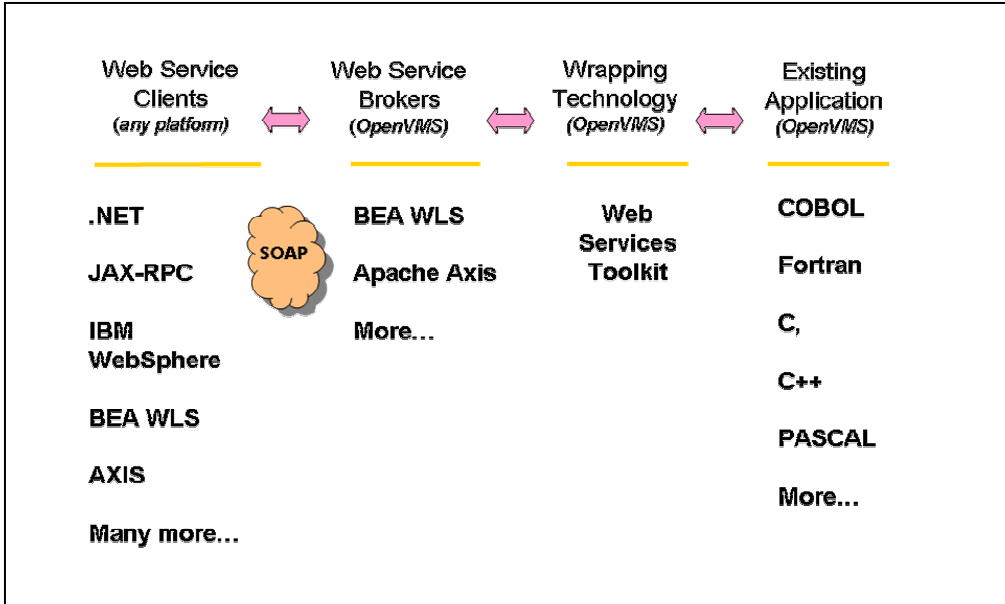 Web Service
Clients
(any platform)
Web Service
Brokers
(OpenVMS)
Wrapping
Technology
(OpenVMS)
Existing
Application
(OpenVMS)
.NET
JAX-RPC
IBM
WebSphere
BEA WLS
AXIS
Many more...
SOAP
BEA WLS
Apache Axis
More...
Web
Services
Toolkit
COBOL
Fortran
C,
C++
PASCAL
More...